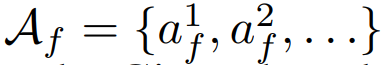 𝒜_f = {a_f^1, a_f^2, …}